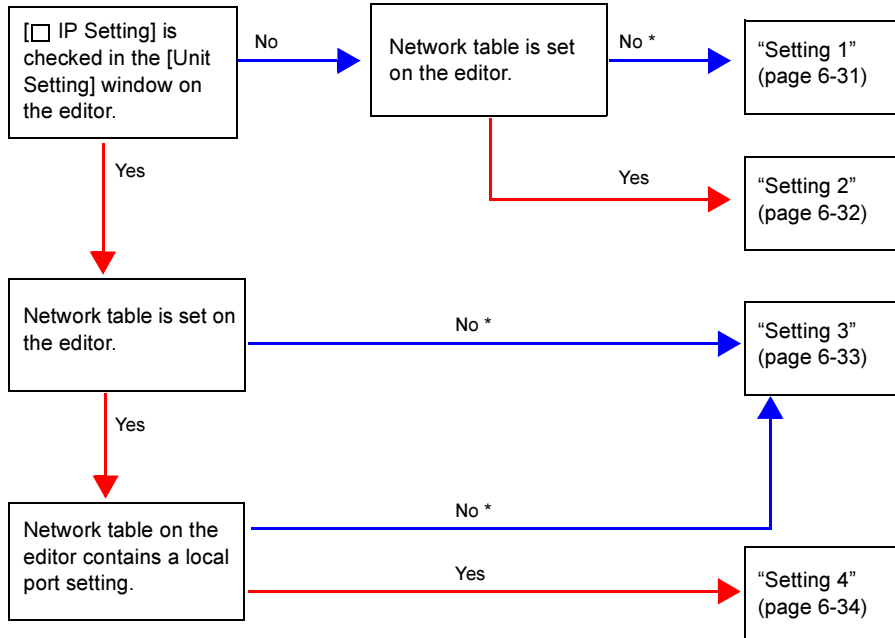 [□ IP Setting] is
checked in the [Unit
Setting] window on
the editor.
No
Network table is set
on the editor.
No *
“Setting 1”
(page 6-31)
Yes
Yes
“Setting 2”
(page 6-32)
Network table is set on
the editor.
No *
“Setting 3”
(page 6-33)
Yes
Network table on the
editor contains a local
port setting.
No *
Yes
“Setting 4”
(page 6-34)